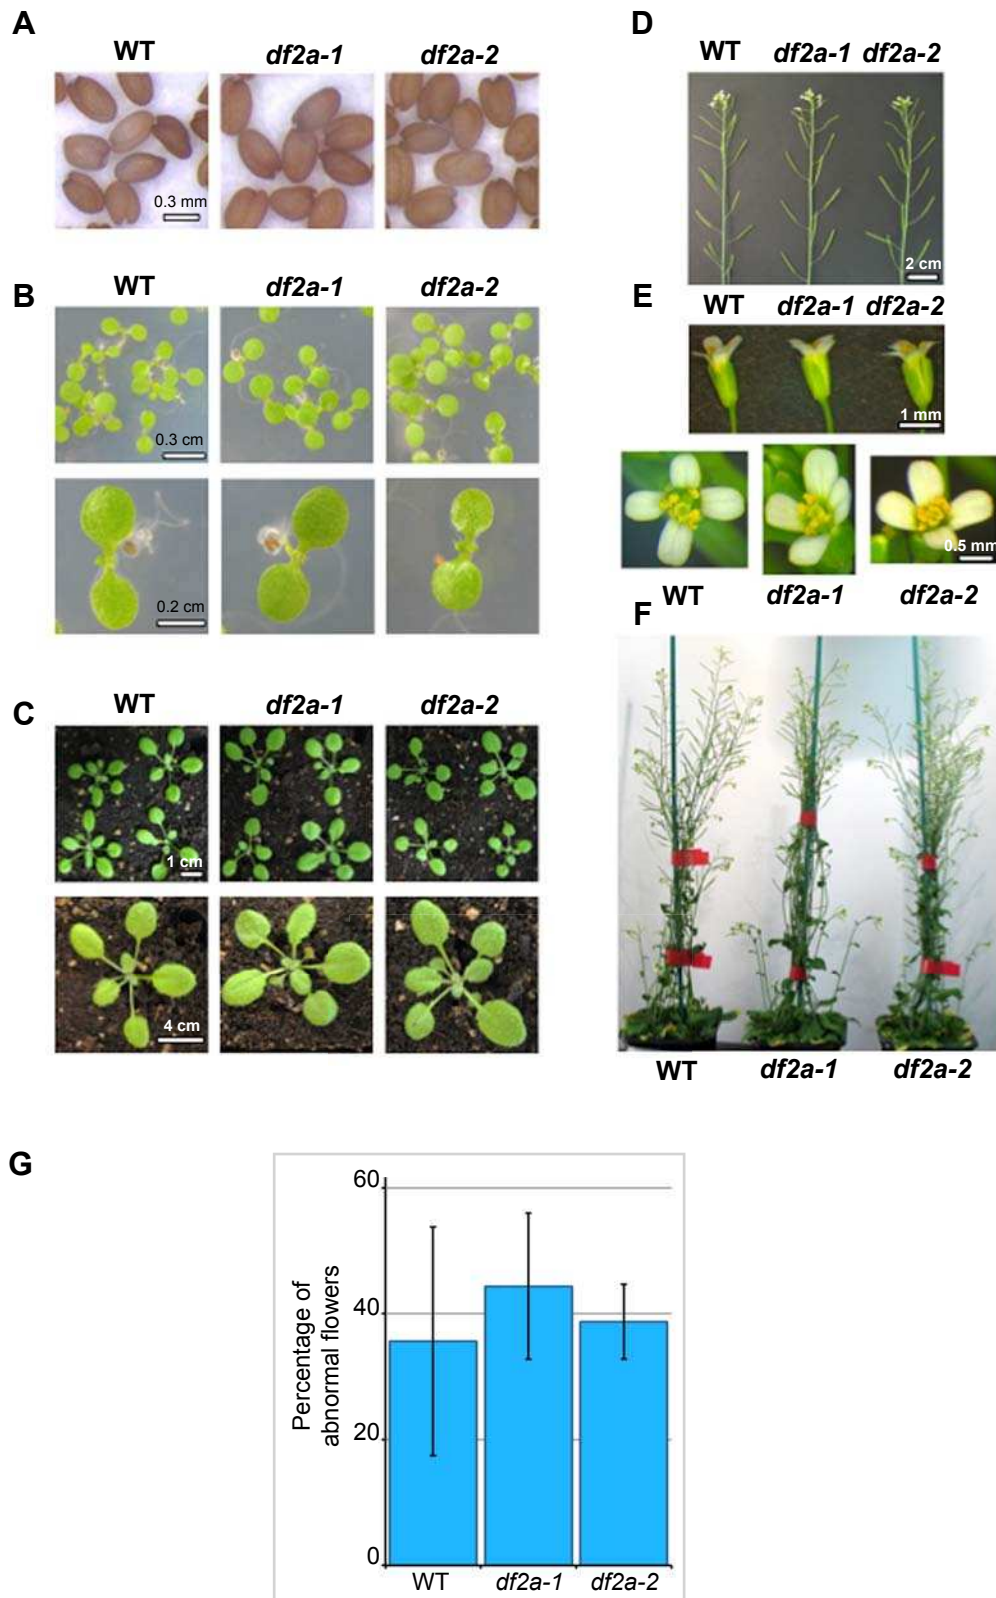 A
WT df2a-1 df2a-2
0.3 mm
B
WT df2a-1 df2a-2
0.3 cm
0.2 cm
C
WT df2a-1 df2a-2
1 cm
4 cm
D
WT df2a-1 df2a-2
2 cm
E
WT df2a-1 df2a-2
1 mm
0.5 mm
WT df2a-1 df2a-2
F
WT df2a-1 df2a-2
G
Percentage of
abnormal flowers
60
40
20
0
WT df2a-1 df2a-2